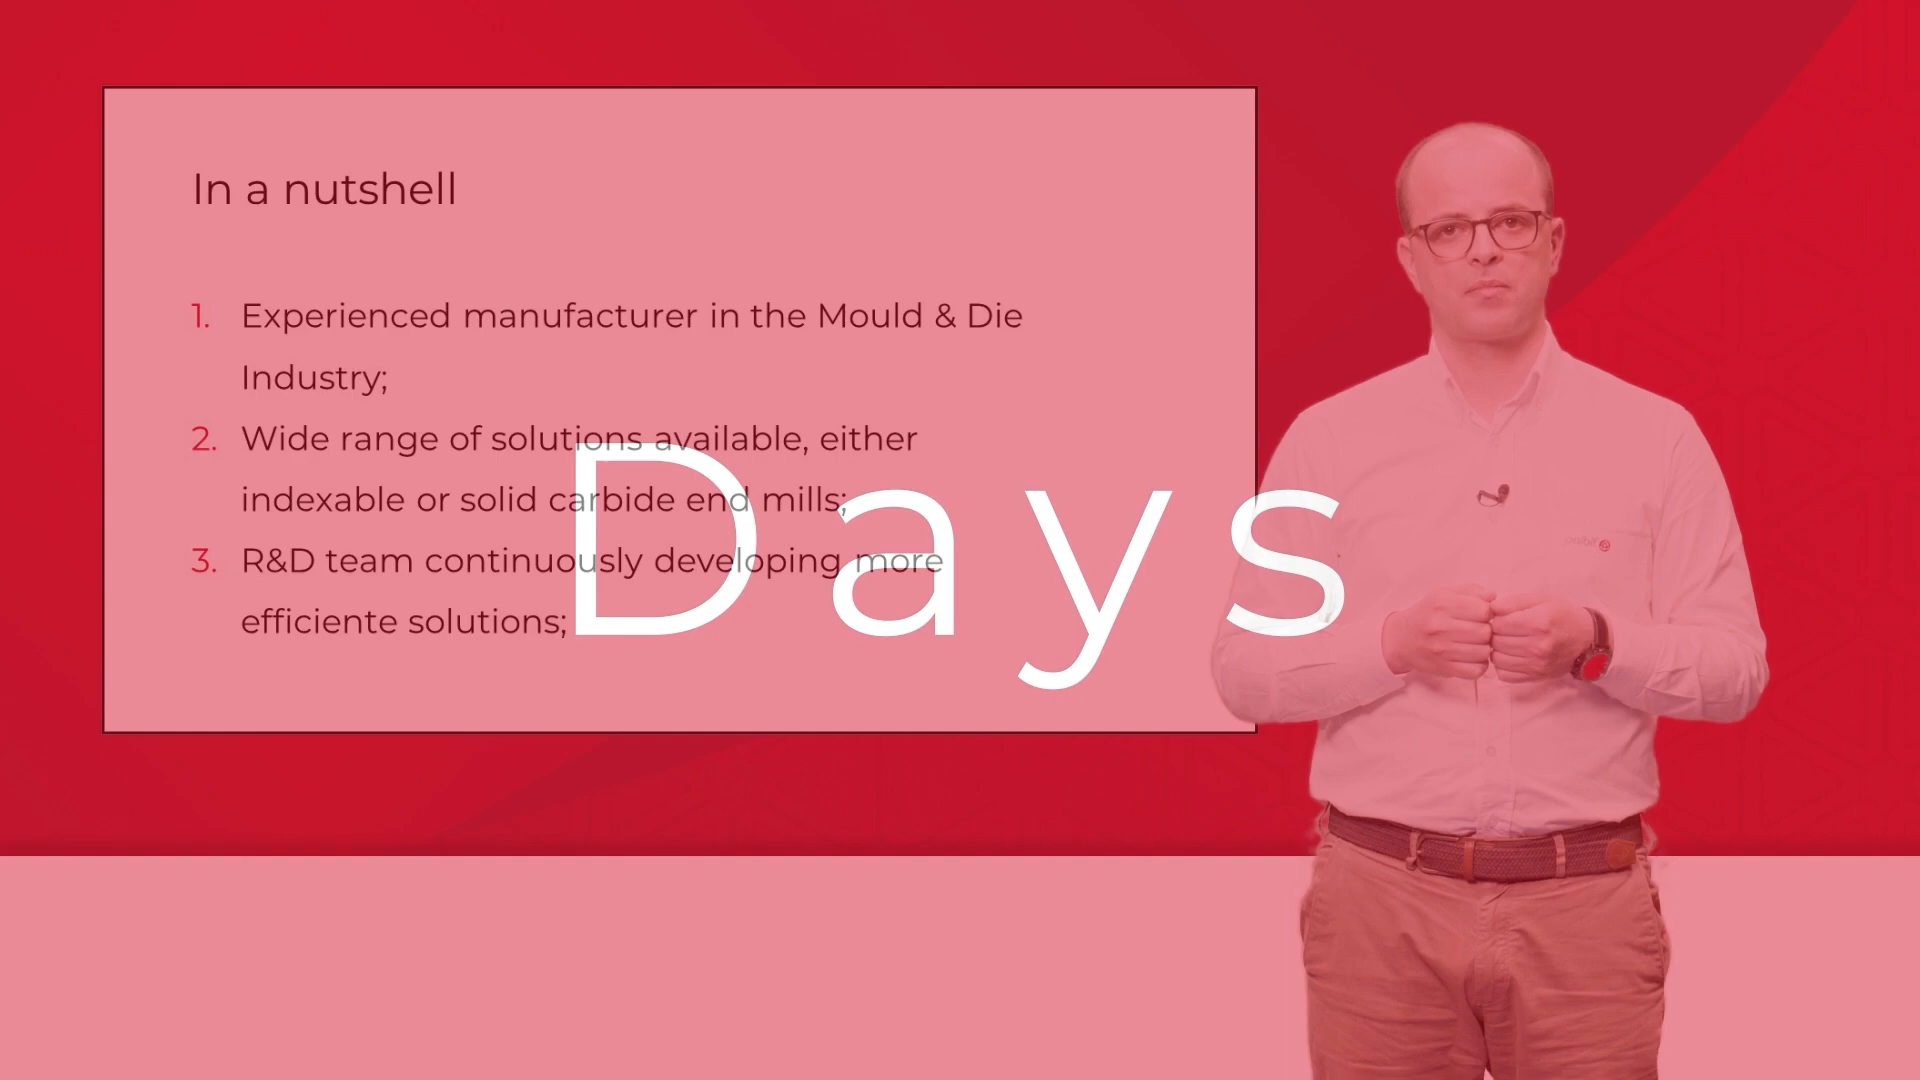 In a nutshell
1. Experienced manufacturer in the Mould & Die
Industry;
2. Wide range of solutions available, either
indexable or solid carbide end mills;
3. R&D team continuously developing more
efficiente solutions;
Days